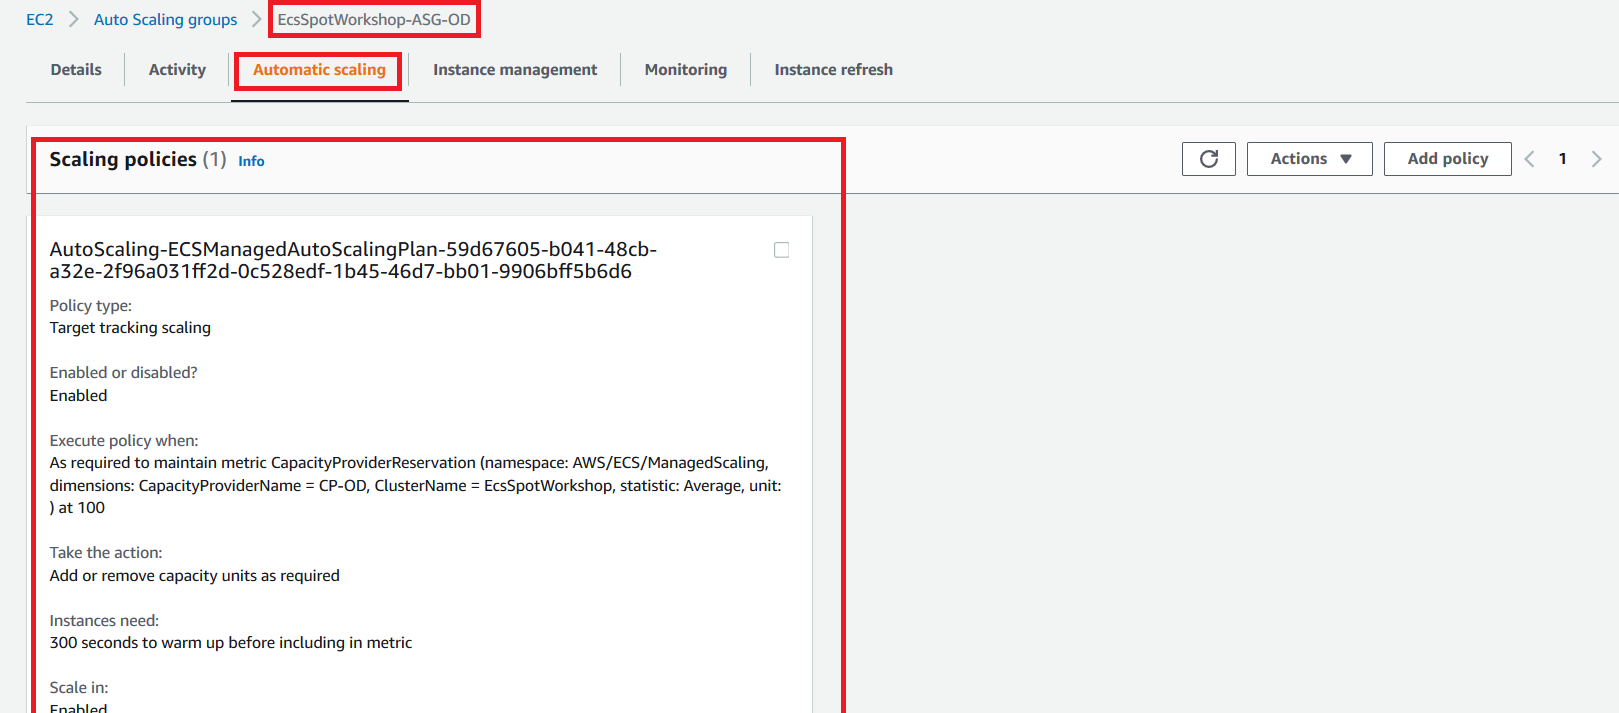 EC2 > Auto Scaling groups > EcsSpotWorkshop-ASG-OD
Details Activity Automatic scaling Instance management Monitoring Instance refresh
Scaling policies (1) Info
Actions ▼ Add policy < 1 >
AutoScaling-ECSManagedAutoScalingPlan-59d67605-b041-48cb-
a32e-2f96a031ff2d-0c528edf-1b45-46d7-bb01-9906bff5b6d6
Policy type:
Target tracking scaling
Enabled or disabled?
Enabled
Execute policy when:
As required to maintain metric CapacityProviderReservation (namespace: AWS/ECS/ManagedScaling,
dimensions: CapacityProviderName = CP-OD, ClusterName = EcsSpotWorkshop, statistic: Average, unit:
) at 100
Take the action:
Add or remove capacity units as required
Instances need:
300 seconds to warm up before including in metric
Scale in:
Enabled